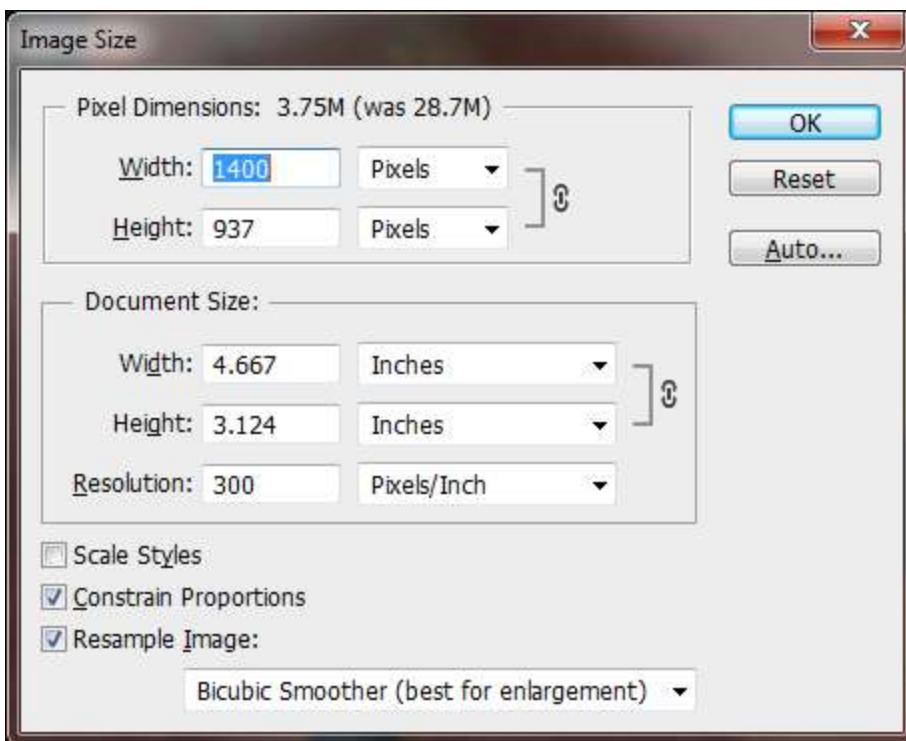 Image Size
Pixel Dimensions: 3.75M (was 28.7M)
Width: 1400 Pixels
Height: 937 Pixels
Document Size:
Width: 4.667 Inches
Height: 3.124 Inches
Resolution: 300 Pixels/Inch
Scale Styles
Constrain Proportions
Resample Image:
Bicubic Smoother (best for enlargement)
OK
Reset
Auto...